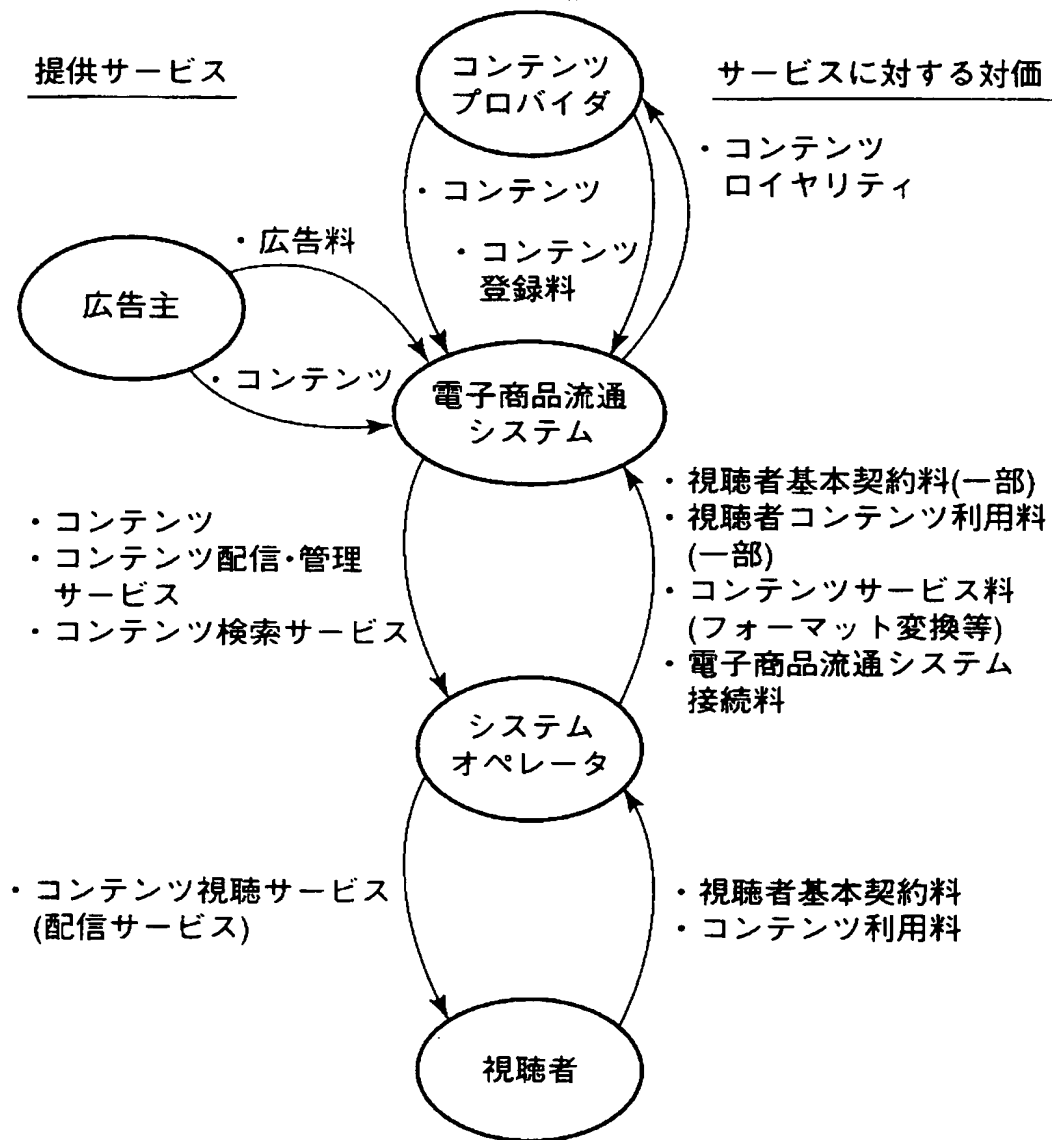 提供サービス
コンテンツ
プロバイダ
サービスに対する対価
・コンテンツ
ロイヤリティ
・コンテンツ
・広告料
・コンテンツ
登録料
広告主
・コンテンツ
電子商品流通
システム
・コンテンツ
・コンテンツ配信・管理
サービス
・コンテンツ検索サービス
・視聴者基本契約料(一部)
・視聴者コンテンツ利用料
(一部)
・コンテンツサービス料
(フォーマット変換等)
・電子商品流通システム
接続料
システム
オペレータ
・コンテンツ視聴サービス
(配信サービス)
・視聴者基本契約料
・コンテンツ利用料
視聴者